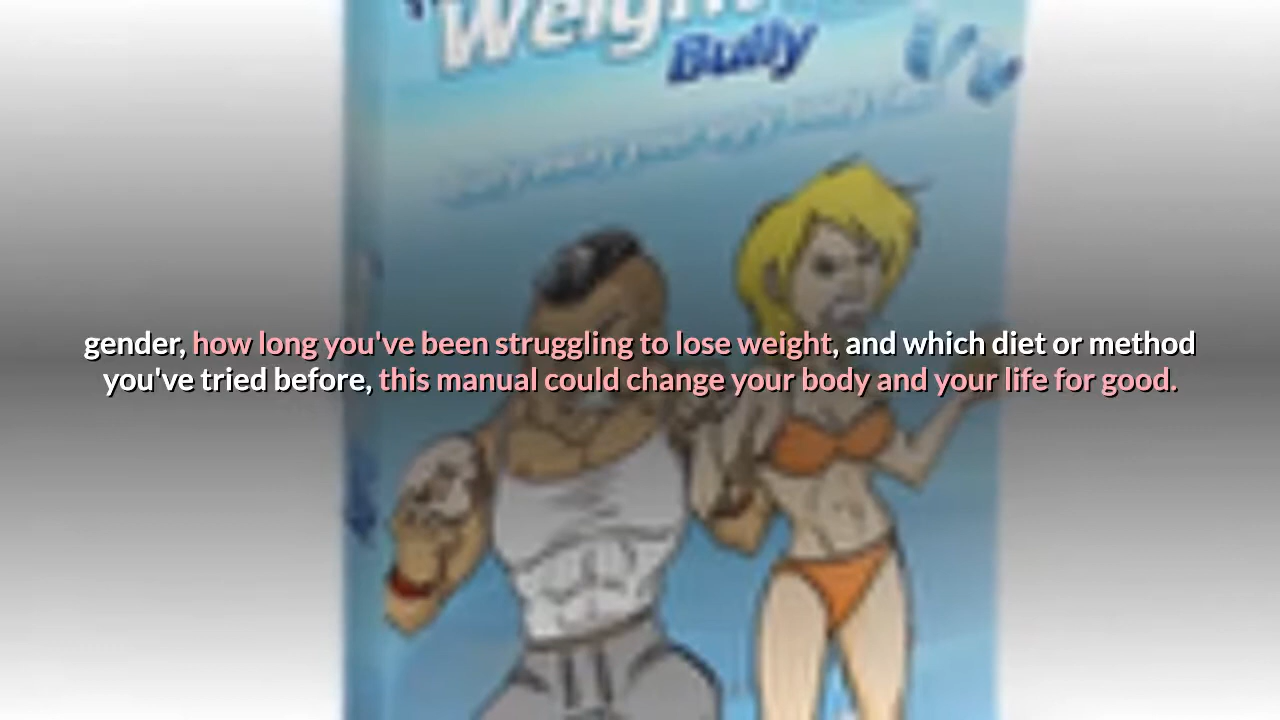 Weight
Bully
gender, how long you've been struggling to lose weight, and which diet or method
you've tried before, this manual could change your body and your life for good.